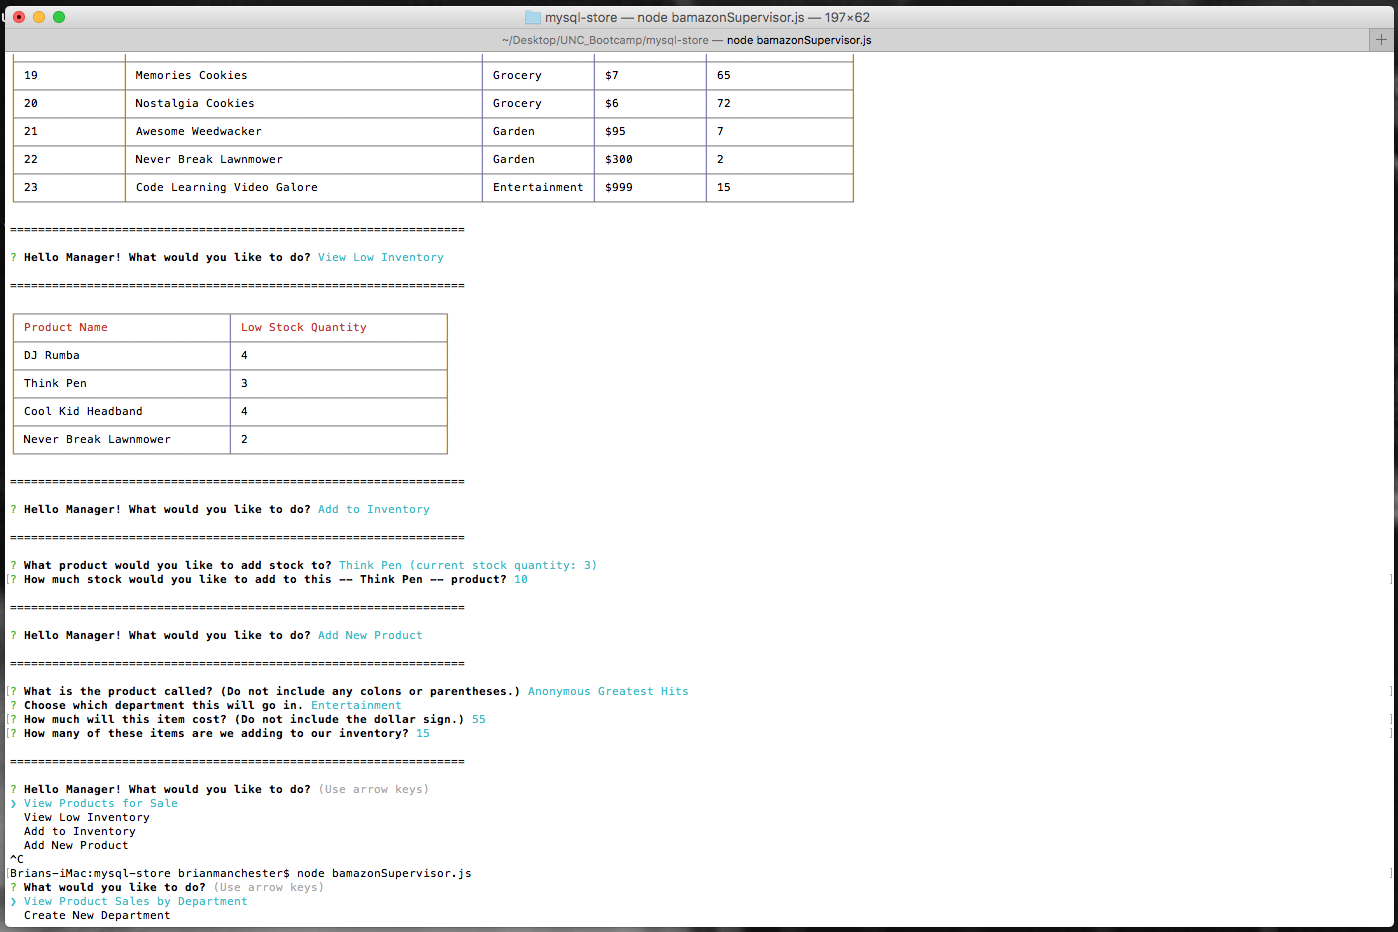 mysql-store — node bamazonSupervisor.js — 197×62
~/Desktop/UNC_Bootcamp/mysql-store — node bamazonSupervisor.js
19 Memories Cookies Grocery $7 65
20 Nostalgia Cookies Grocery $6 72
21 Awesome Weedwacker Garden $95 7
22 Never Break Lawnmower Garden $300 2
23 Code Learning Video Galore Entertainment $999 15
=================================================================
? Hello Manager! What would you like to do? View Low Inventory
=================================================================
Product Name Low Stock Quantity
DJ Rumba 4
Think Pen 3
Cool Kid Headband 4
Never Break Lawnmower 2
=================================================================
? Hello Manager! What would you like to do? Add to Inventory
=================================================================
? What product would you like to add stock to? Think Pen (current stock quantity: 3)
[? How much stock would you like to add to this -- Think Pen -- product? 10 ]
=================================================================
? Hello Manager! What would you like to do? Add New Product
=================================================================
[? What is the product called? (Do not include any colons or parentheses.) Anonymous Greatest Hits ]
? Choose which department this will go in. Entertainment
[? How much will this item cost? (Do not include the dollar sign.) 55 ]
[? How many of these items are we adding to our inventory? 15 ]
=================================================================
? Hello Manager! What would you like to do? (Use arrow keys)
❯ View Products for Sale
View Low Inventory
Add to Inventory
Add New Product
^C
[Brians-iMac:mysql-store brianmanchester$ node bamazonSupervisor.js ]
? What would you like to do? (Use arrow keys)
❯ View Product Sales by Department
Create New Department